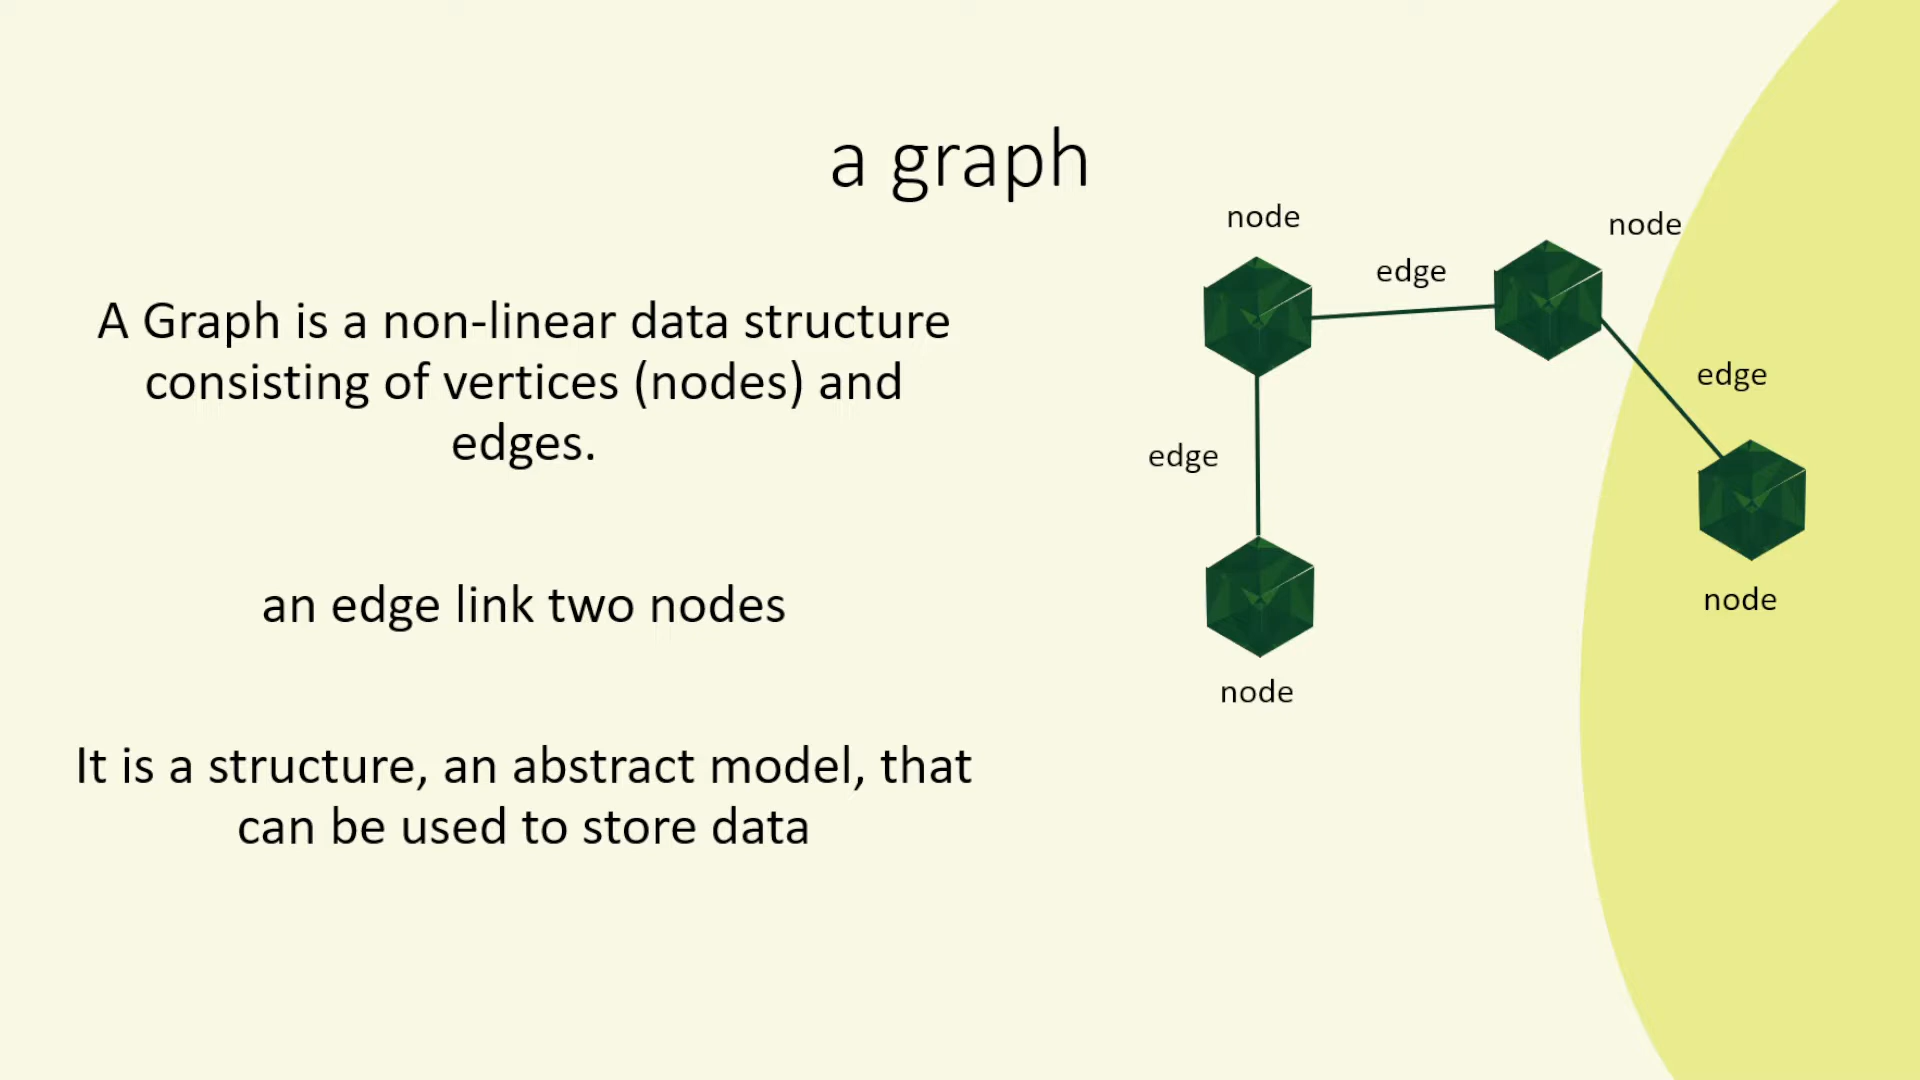 a graph
A Graph is a non-linear data structure
consisting of vertices (nodes) and
edges.
an edge link two nodes
It is a structure, an abstract model, that
can be used to store data
node
node
edge
edge
edge
node
node